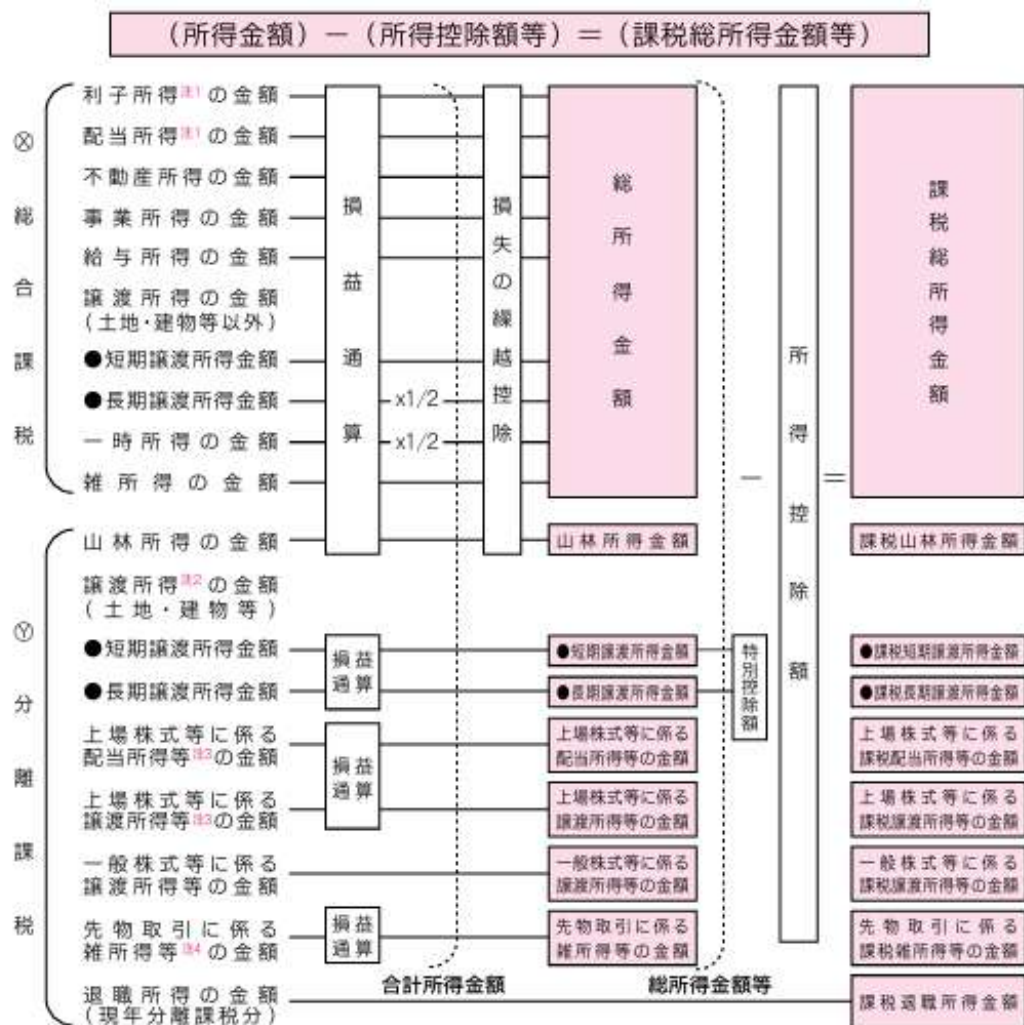 (所得金額) − (所得控除額等) ＝ (課税総所得金額等)
Ⓧ総合課税
利子所得注1の金額
配当所得注1の金額
不動産所得の金額
事業所得の金額
給与所得の金額
譲渡所得の金額
(土地・建物等以外)
●短期譲渡所得金額
●長期譲渡所得金額
一時所得の金額
雑所得の金額
損益通算
x1/2
x1/2
損失の繰越控除
総所得金額
−
所得控除額
＝
課税総所得金額
Ⓨ分離課税
山林所得の金額
山林所得金額
課税山林所得金額
譲渡所得注2の金額
(土地・建物等)
●短期譲渡所得金額
●長期譲渡所得金額
損益
通算
●短期譲渡所得金額
●長期譲渡所得金額
特別控除額
●課税短期譲渡所得金額
●課税長期譲渡所得金額
上場株式等に係る
配当所得等注3の金額
上場株式等に係る
譲渡所得等注3の金額
損益
通算
上場株式等に係る
配当所得等の金額
上場株式等に係る
譲渡所得等の金額
上場株式等に係る
課税配当所得等の金額
上場株式等に係る
課税譲渡所得等の金額
一般株式等に係る
譲渡所得等の金額
一般株式等に係る
譲渡所得等の金額
一般株式等に係る
課税譲渡所得等の金額
先物取引に係る
雑所得等注4の金額
損益
通算
先物取引に係る
雑所得等の金額
先物取引に係る
課税雑所得等の金額
合計所得金額
総所得金額等
退職所得の金額
(現年分離課税分)
課税退職所得金額